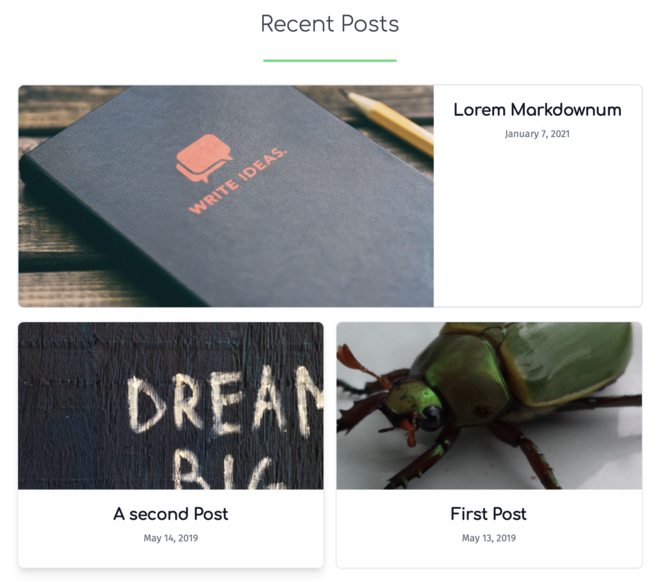 Recent Posts
WRITE IDEAS.
Lorem Markdownum
January 7, 2021
DREAM
BIG
A second Post
May 14, 2019
First Post
May 13, 2019